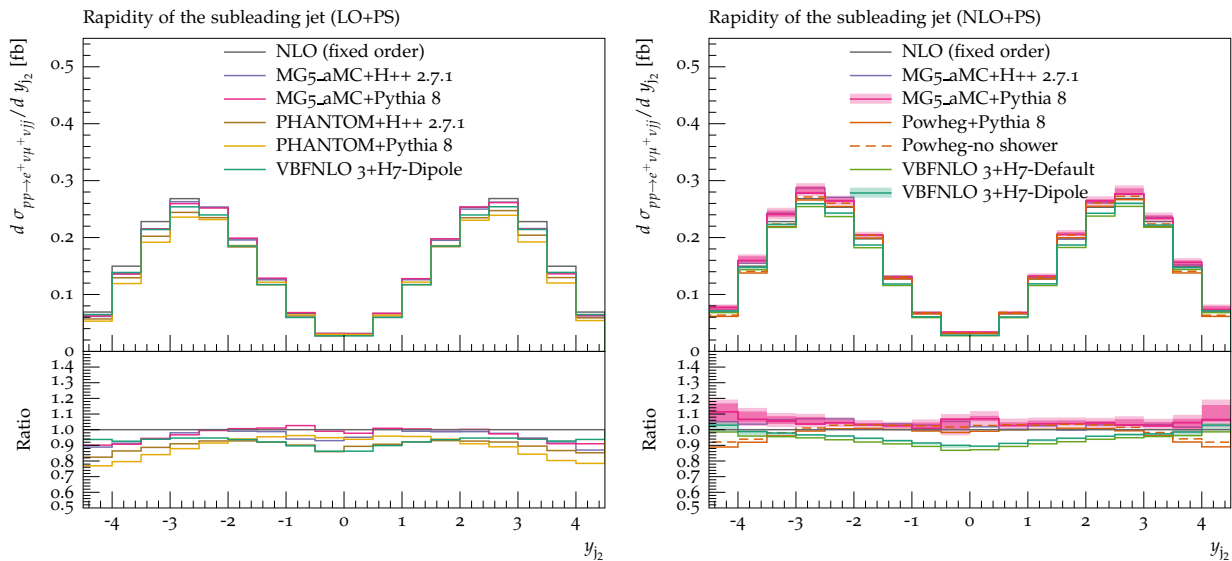 Rapidity of the subleading jet (LO+PS)
NLO (fixed order)
MG5_aMC+H++ 2.7.1
MG5_aMC+Pythia 8
PHANTOM+H++ 2.7.1
PHANTOM+Pythia 8
VBFNLO 3+H7-Dipole
0
0.1
0.2
0.3
0.4
0.5
d σ_{pp→e⁺νμ⁺νjj} / d y_{j₂} [fb]
-4 -3 -2 -1 0 1 2 3 4
0.5
0.6
0.7
0.8
0.9
1.0
1.1
1.2
1.3
1.4
Ratio
y_{j₂}
Rapidity of the subleading jet (NLO+PS)
NLO (fixed order)
MG5_aMC+H++ 2.7.1
MG5_aMC+Pythia 8
Powheg+Pythia 8
Powheg-no shower
VBFNLO 3+H7-Default
VBFNLO 3+H7-Dipole
0
0.1
0.2
0.3
0.4
0.5
d σ_{pp→e⁺νμ⁺νjj} / d y_{j₂} [fb]
-4 -3 -2 -1 0 1 2 3 4
0.5
0.6
0.7
0.8
0.9
1.0
1.1
1.2
1.3
1.4
Ratio
y_{j₂}